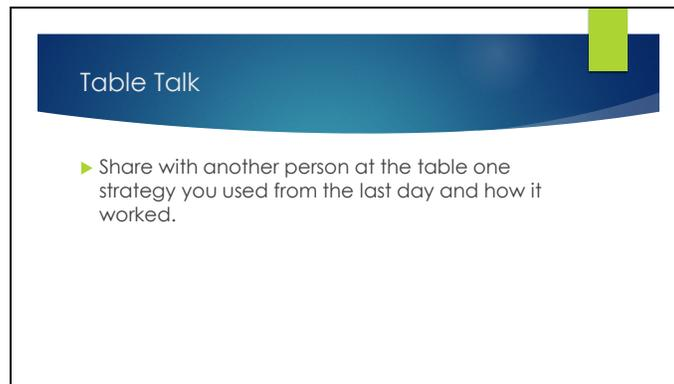 Table Talk
Share with another person at the table one
strategy you used from the last day and how it
worked.